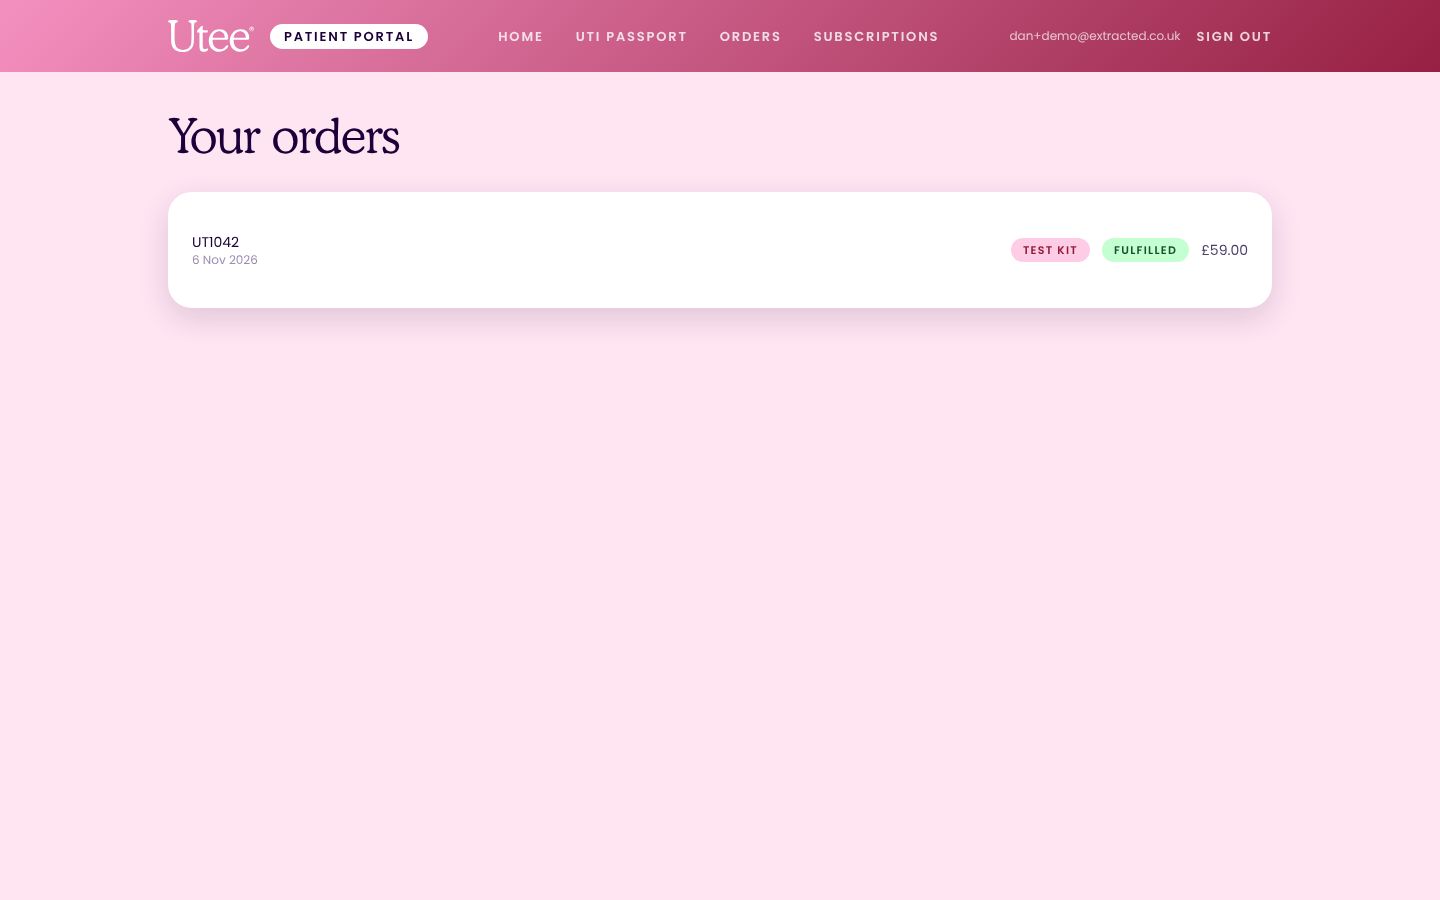 Utee®
PATIENT PORTAL
HOME
UTI PASSPORT
ORDERS
SUBSCRIPTIONS
dan+demo@extracted.co.uk
SIGN OUT
Your orders
UT1042
6 Nov 2026
TEST KIT
FULFILLED
£59.00